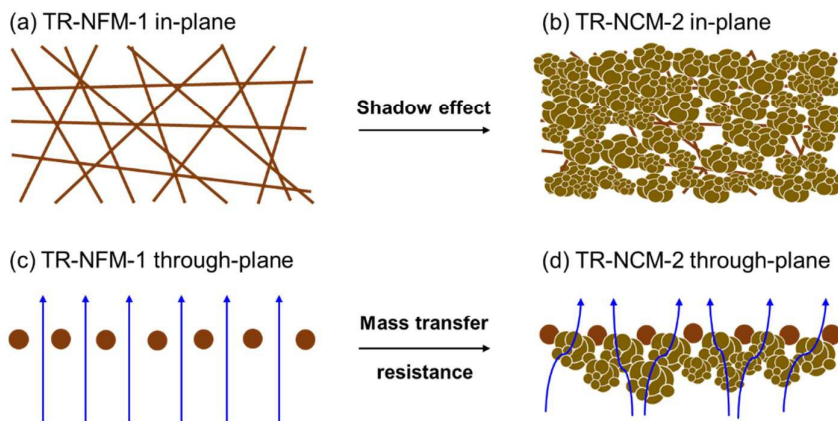 (a) TR-NFM-1 in-plane
(b) TR-NCM-2 in-plane
Shadow effect
(c) TR-NFM-1 through-plane
(d) TR-NCM-2 through-plane
Mass transfer
resistance